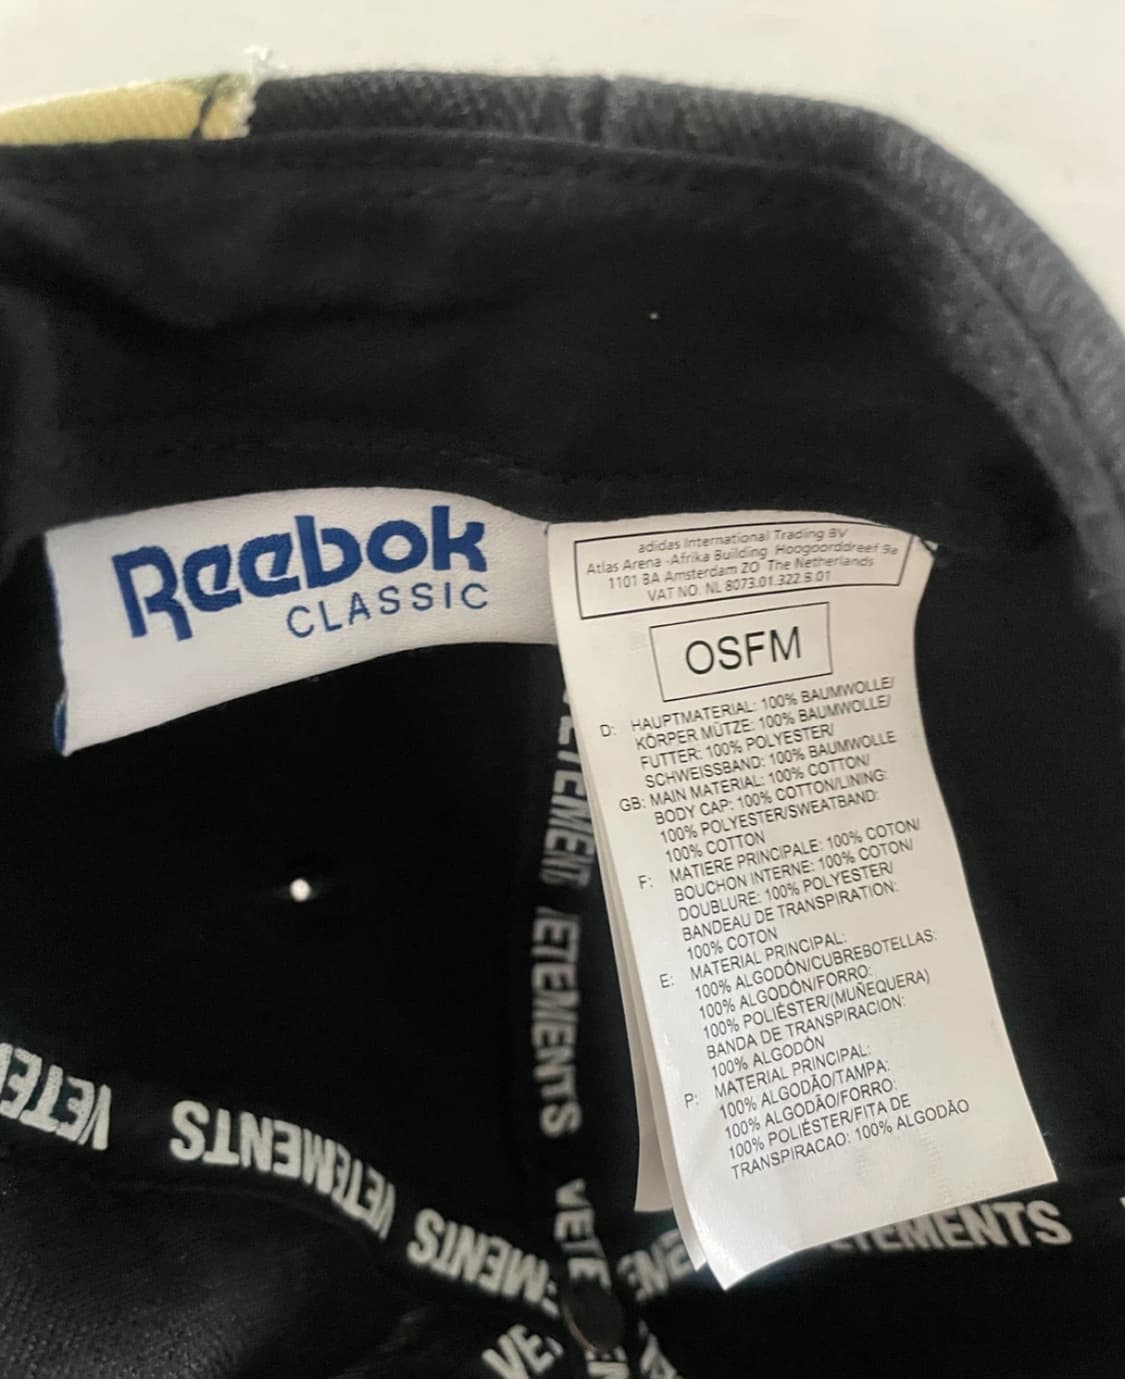 Reebok
CLASSIC
adidas International Trading BV
Atlas Arena -Afrika Building Hoogoorddreef 9a
1101 BA Amsterdam ZO The Netherlands
VAT NO. NL 8073.01.322.B.01
OSFM
D: HAUPTMATERIAL: 100% BAUMWOLLE/
KÖRPER MÜTZE: 100% BAUMWOLLE/
FUTTER: 100% POLYESTER/
SCHWEISSBAND: 100% BAUMWOLLE
GB: MAIN MATERIAL: 100% COTTON/
BODY CAP: 100% COTTON/LINING:
100% POLYESTER/SWEATBAND:
100% COTTON
F: MATIERE PRINCIPALE: 100% COTON/
BOUCHON INTERNE: 100% COTON/
DOUBLURE: 100% POLYESTER/
BANDEAU DE TRANSPIRATION:
100% COTON
E: MATERIAL PRINCIPAL:
100% ALGODÓN/CUBREBOTELLAS:
100% ALGODÓN/FORRO:
100% POLIÉSTER/(MUÑEQUERA)
BANDA DE TRANSPIRACION:
100% ALGODÓN
P: MATERIAL PRINCIPAL:
100% ALGODÃO/TAMPA:
100% ALGODÃO/FORRO:
100% POLIÉSTER/FITA DE
TRANSPIRACAO: 100% ALGODÃO
VETEMENT
VETEMENTS
VETE
VETE
VETEMENTS
VETEMENTS
VETEMENTS
VE